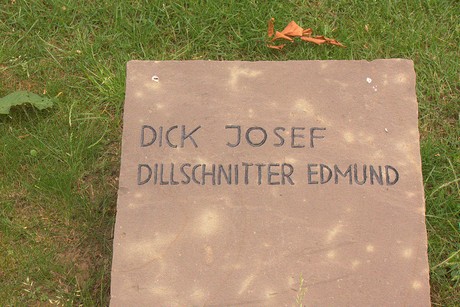 DICK JOSEF
DILLSCHNITTER EDMUND